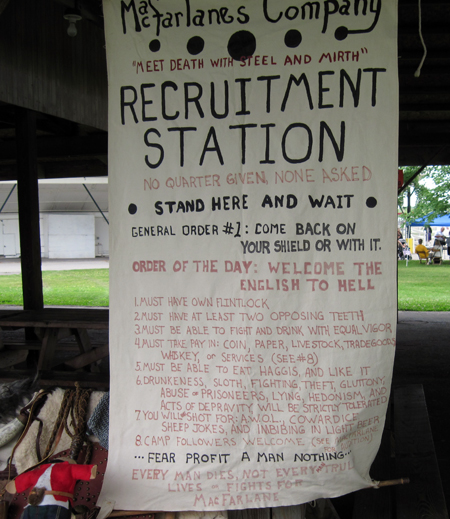 MacFarlanes Company
"MEET DEATH WITH STEEL AND MIRTH"
RECRUITMENT
STATION
NO QUARTER GIVEN, NONE ASKED
• STAND HERE AND WAIT •
GENERAL ORDER #1: COME BACK ON
YOUR SHIELD OR WITH IT.
ORDER OF THE DAY: WELCOME THE
ENGLISH TO HELL
1.MUST HAVE OWN FLINTLOCK
2.MUST HAVE AT LEAST TWO OPPOSING TEETH
3.MUST BE ABLE TO FIGHT AND DRINK WITH EQUAL VIGOR
4.MUST TAKE PAY IN: COIN, PAPER, LIVESTOCK, TRADEGOODS
WHISKEY, OR SERVICES (SEE #8)
5.MUST BE ABLE TO EAT HAGGIS, AND LIKE IT
6.DRUNKENESS, SLOTH, FIGHTING, THEFT, GLUTTONY,
ABUSE OF PRISONEERS, LYING, HEDONISM, AND
ACTS OF DEPRAVITY WILL BE STRICTLY TOLERATED
7.YOU WILL SHOT FOR: A.W.O.L, COWARDICE,
SHEEP JOKES, AND INBIBING IN LIGHT BEER
8.CAMP FOLLOWERS WELCOME (SEE
...FEAR PROFIT A MAN NOTHING...
EVERY MAN DIES, NOT EVERY TRUE
LIVES - FIGHTS FOR
MACFARLANE